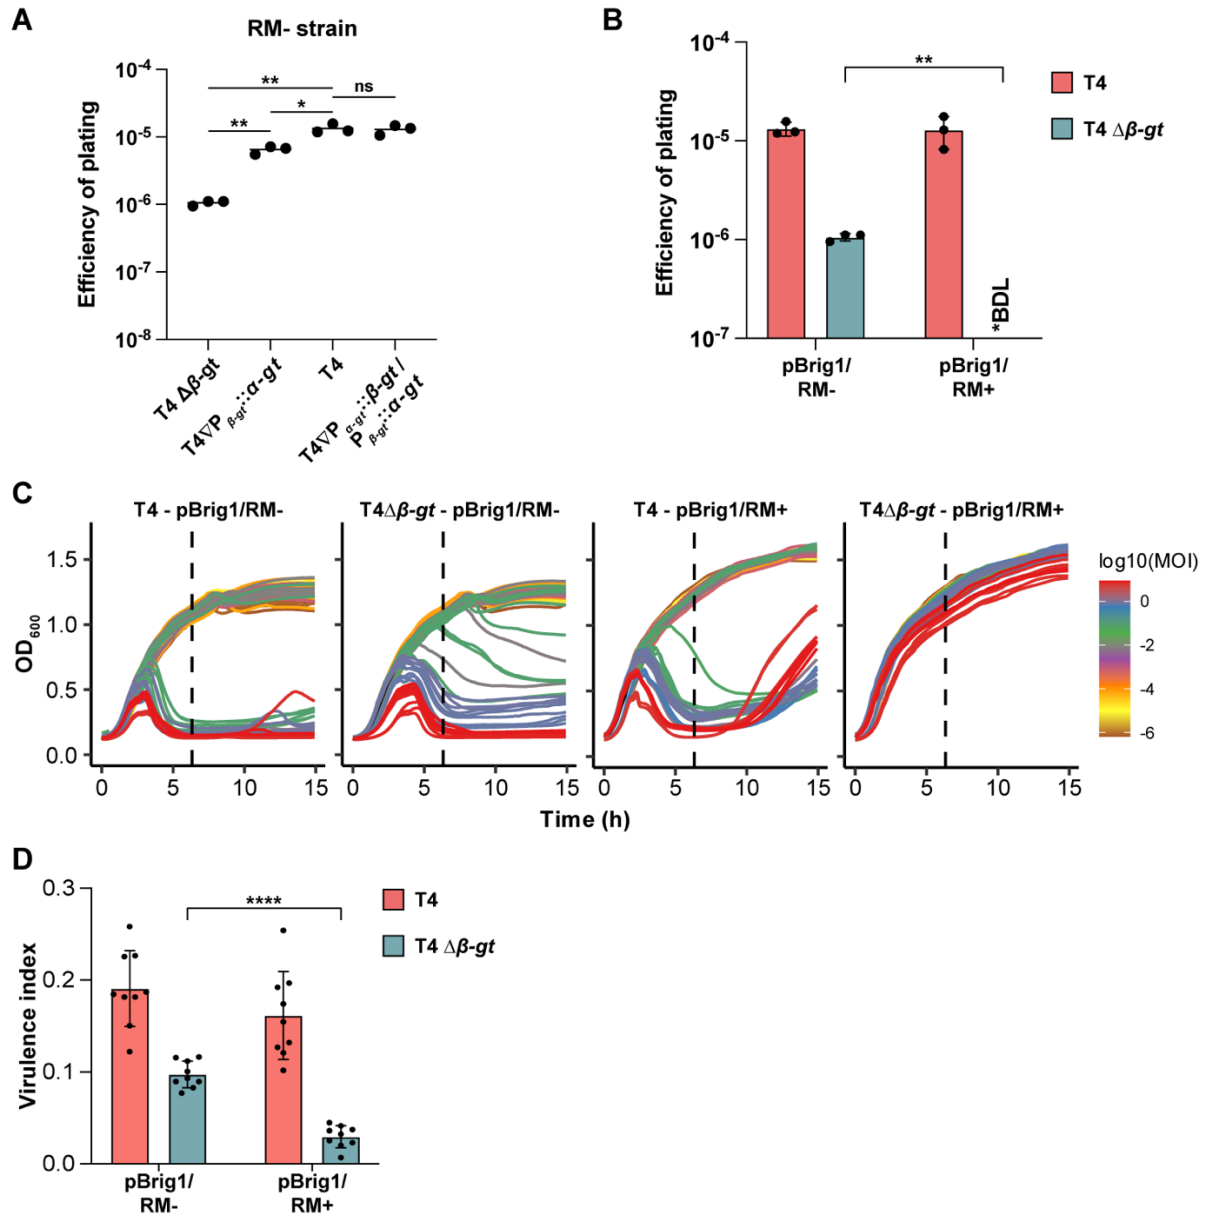 A
RM- strain
Efficiency of plating
10-4
10-5
10-6
10-7
10-8
**
**
*
ns
T4 Δβ-gt
T4∇P β-gt::α-gt
T4
T4∇P α-gt::β-gt /
P β-gt::α-gt
B
Efficiency of plating
10-4
10-5
10-6
10-7
**
*BDL
pBrig1/
RM-
pBrig1/
RM+
T4
T4 Δβ-gt
C
T4 - pBrig1/RM-
T4Δβ-gt - pBrig1/RM-
T4 - pBrig1/RM+
T4Δβ-gt - pBrig1/RM+
OD600
1.5
1.0
0.5
0.0
0 5 10 15
0 5 10 15
0 5 10 15
0 5 10 15
Time (h)
log10(MOI)
0
-2
-4
-6
D
Virulence index
0.3
0.2
0.1
0.0
****
pBrig1/
RM-
pBrig1/
RM+
T4
T4 Δβ-gt